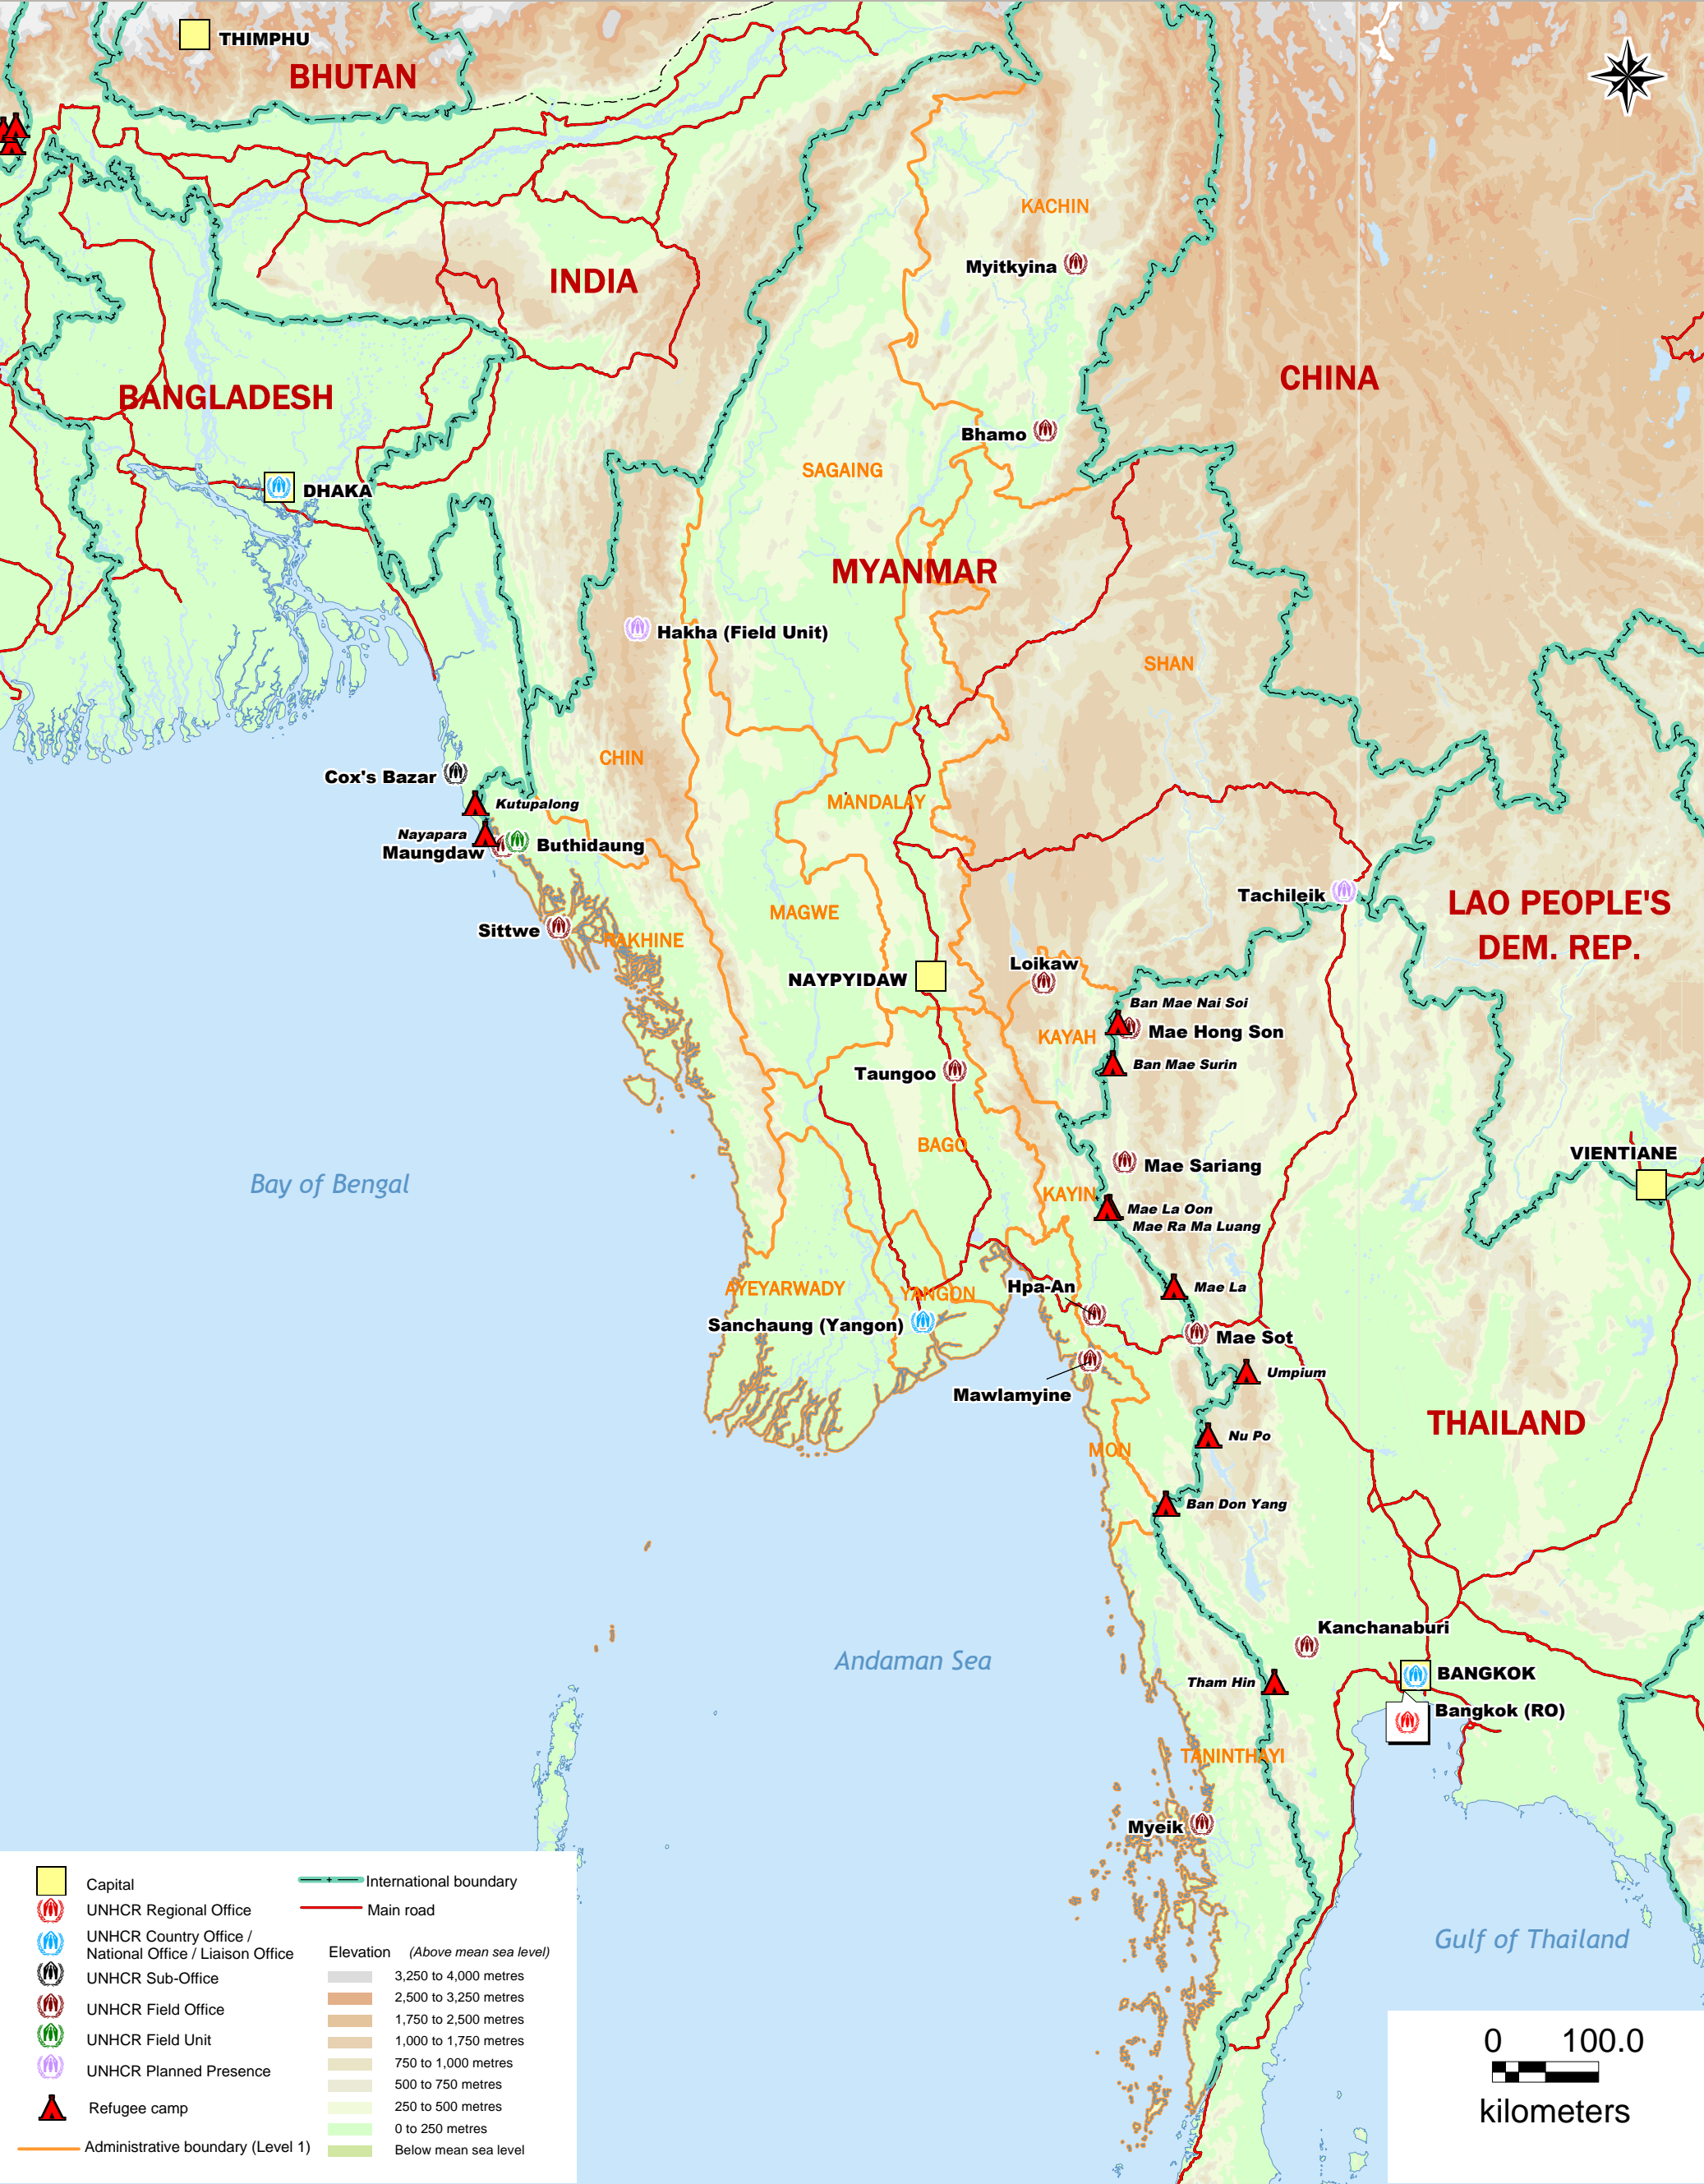 THIMPHU
BHUTAN
KACHIN
Myitkyina
INDIA
CHINA
BANGLADESH
Bhamo
SAGAING
DHAKA
MYANMAR
Hakha (Field Unit)
SHAN
CHIN
Cox's Bazar
MANDALAY
Kutupalong
Nayapara
Maungdaw
Buthidaung
Tachileik
LAO PEOPLE'S
DEM. REP.
MAGWE
Sittwe
RAKHINE
Loikaw
NAYPYIDAW
Ban Mae Nai Soi
Mae Hong Son
KAYAH
Ban Mae Surin
Taungoo
BAGO
VIENTIANE
Mae Sariang
Bay of Bengal
KAYIN
Mae La Oon
Mae Ra Ma Luang
AYEYARWADY
YANGON
Hpa-An
Mae La
Sanchaung (Yangon)
Mae Sot
Umpium
Mawlamyine
THAILAND
Nu Po
MON
Ban Don Yang
Kanchanaburi
Andaman Sea
BANGKOK
Tham Hin
Bangkok (RO)
TANINTHAYI
Myeik
Gulf of Thailand
Capital
UNHCR Regional Office
UNHCR Country Office /
National Office / Liaison Office
UNHCR Sub-Office
UNHCR Field Office
UNHCR Field Unit
UNHCR Planned Presence
Refugee camp
Administrative boundary (Level 1)
International boundary
Main road
Elevation (Above mean sea level)
3,250 to 4,000 metres
2,500 to 3,250 metres
1,750 to 2,500 metres
1,000 to 1,750 metres
750 to 1,000 metres
500 to 750 metres
250 to 500 metres
0 to 250 metres
Below mean sea level
0 100.0
kilometers